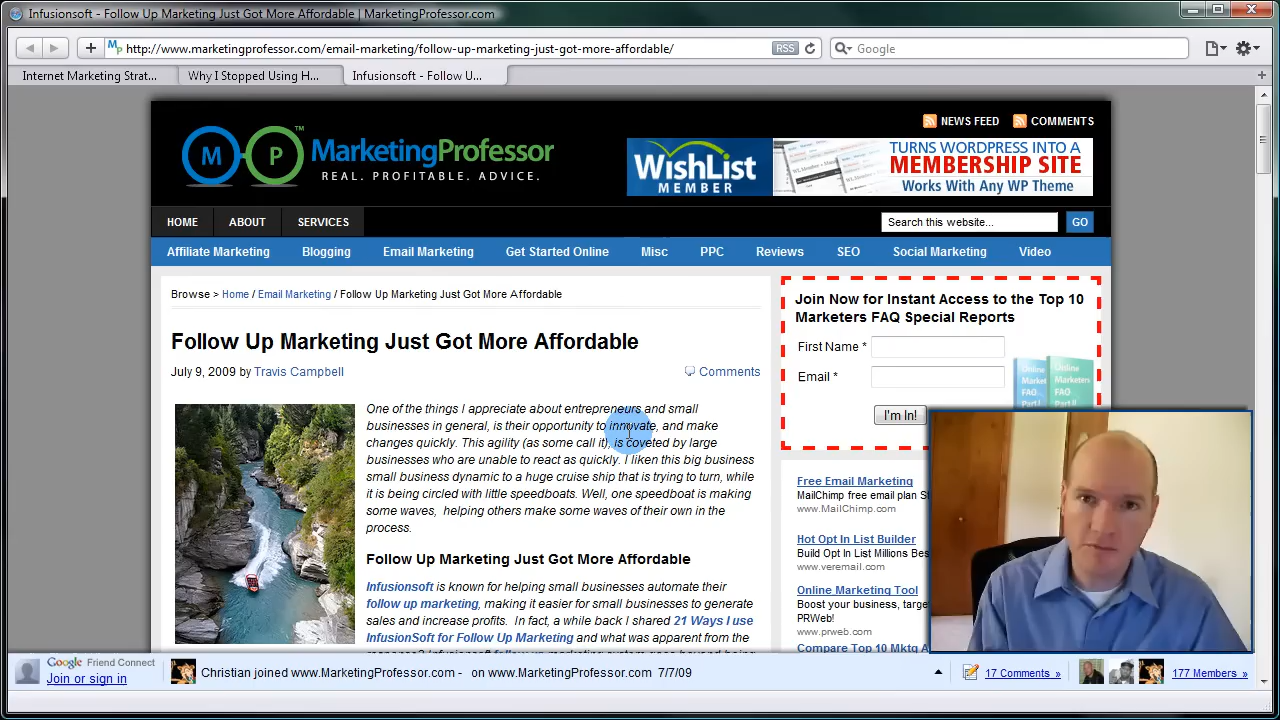 Infusionsoft - Follow Up Marketing Just Got More Affordable | MarketingProfessor.com
http://www.marketingprofessor.com/email-marketing/follow-up-marketing-just-got-more-affordable/
RSS
Google
Internet Marketing Strat...
Why I Stopped Using H...
Infusionsoft - Follow U...
NEWS FEED
COMMENTS
M P ™
MarketingProfessor
REAL. PROFITABLE. ADVICE.
WishList
MEMBER
TURNS WORDPRESS INTO A
MEMBERSHIP SITE
Works With Any WP Theme
HOME
ABOUT
SERVICES
Search this website...
GO
Affiliate Marketing
Blogging
Email Marketing
Get Started Online
Misc
PPC
Reviews
SEO
Social Marketing
Video
Browse > Home / Email Marketing / Follow Up Marketing Just Got More Affordable
Follow Up Marketing Just Got More Affordable
July 9, 2009 by Travis Campbell
Comments
One of the things I appreciate about entrepreneurs and small
businesses in general, is their opportunity to innovate, and make
changes quickly. This agility (as some call it), is coveted by large
businesses who are unable to react as quickly. I liken this big business
small business dynamic to a huge cruise ship that is trying to turn, while
it is being circled with little speedboats. Well, one speedboat is making
some waves, helping others make some waves of their own in the
process.
Follow Up Marketing Just Got More Affordable
Infusionsoft is known for helping small businesses automate their
follow up marketing, making it easier for small businesses to generate
sales and increase profits. In fact, a while back I shared 21 Ways I use
InfusionSoft for Follow Up Marketing and what was apparent from the
Join Now for Instant Access to the Top 10
Marketers FAQ Special Reports
First Name *
Email *
I'm In!
Online
Marketers
FAQ
Part I
Free Email Marketing
MailChimp free email plan S
www.MailChimp.com
Hot Opt In List Builder
Build Opt In List Millions Bes
www.veremail.com
Online Marketing Tool
Boost your business, targe
PRWeb!
www.prweb.com
Compare Top 10 Mktg A
Google Friend Connect
Join or sign in
Christian joined www.MarketingProfessor.com - on www.MarketingProfessor.com 7/7/09
17 Comments »
177 Members »